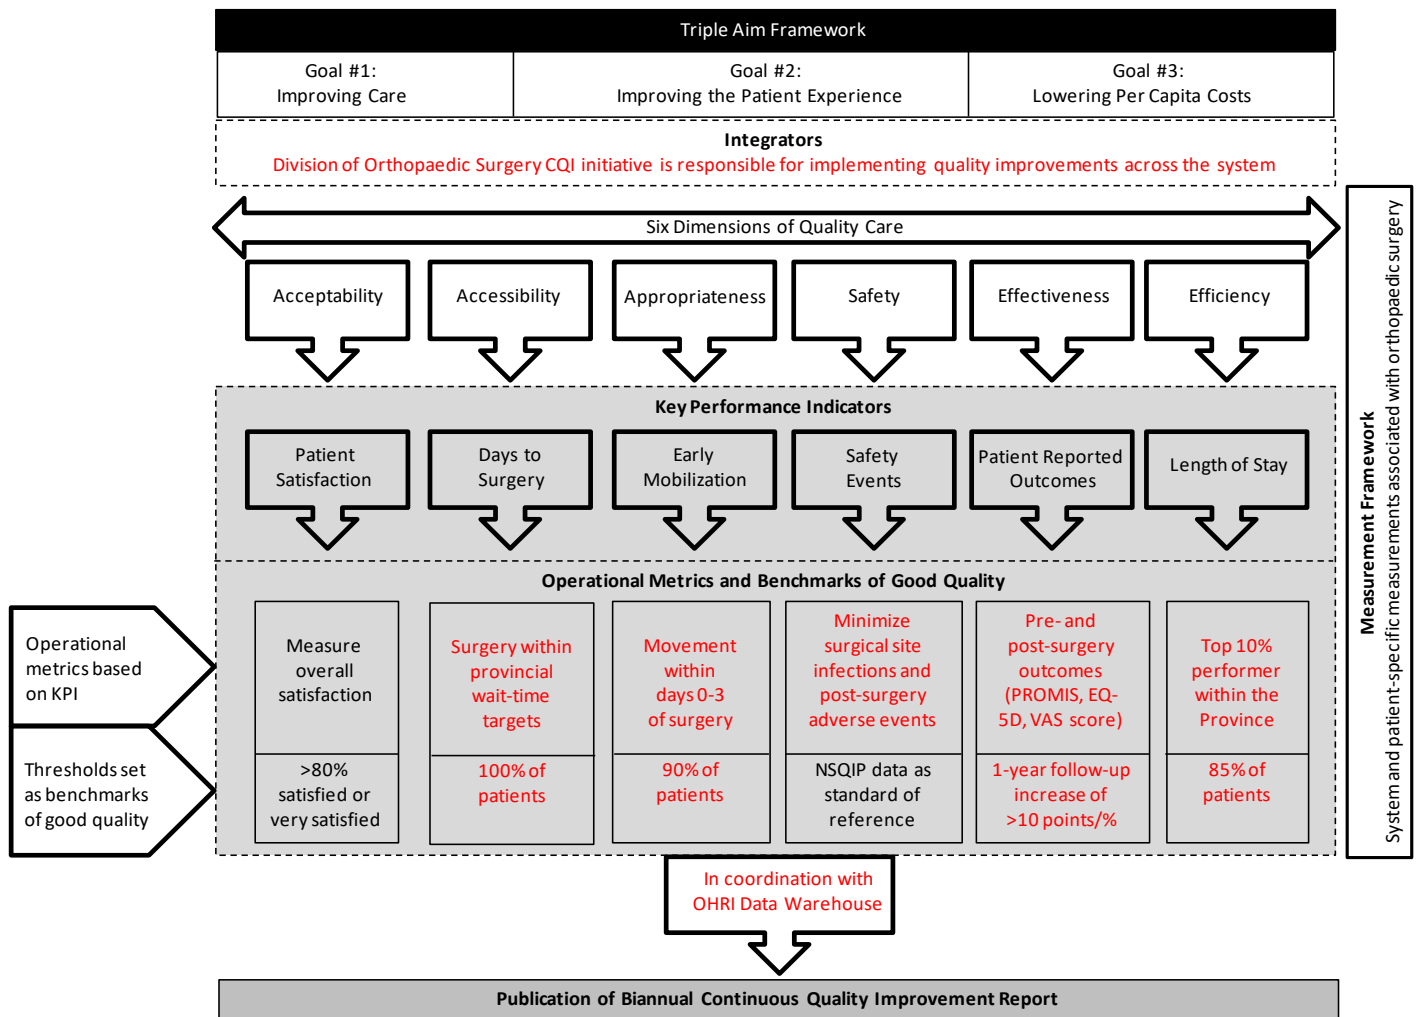 Triple Aim Framework
Goal #1:
Improving Care
Goal #2:
Improving the Patient Experience
Goal #3:
Lowering Per Capita Costs
Integrators
Division of Orthopaedic Surgery CQI initiative is responsible for implementing quality improvements across the system
Six Dimensions of Quality Care
Acceptability
Accessibility
Appropriateness
Safety
Effectiveness
Efficiency
Key Performance Indicators
Patient
Satisfaction
Days to
Surgery
Early
Mobilization
Safety
Events
Patient Reported
Outcomes
Length of Stay
Operational Metrics and Benchmarks of Good Quality
Operational
metrics based
on KPI
Measure
overall
satisfaction
Surgery within
provincial
wait-time
targets
Movement
within
days 0-3
of surgery
Minimize
surgical site
infections and
post-surgery
adverse events
Pre- and
post-surgery
outcomes
(PROMIS, EQ-
5D, VAS score)
Top 10%
performer
within the
Province
Thresholds set
as benchmarks
of good quality
>80%
satisfied or
very satisfied
100% of
patients
90% of
patients
NSQIP data as
standard of
reference
1-year follow-up
increase of
>10 points/%
85% of
patients
Measurement Framework
System and patient-specific measurements associated with orthopaedic surgery
In coordination with
OHRI Data Warehouse
Publication of Biannual Continuous Quality Improvement Report